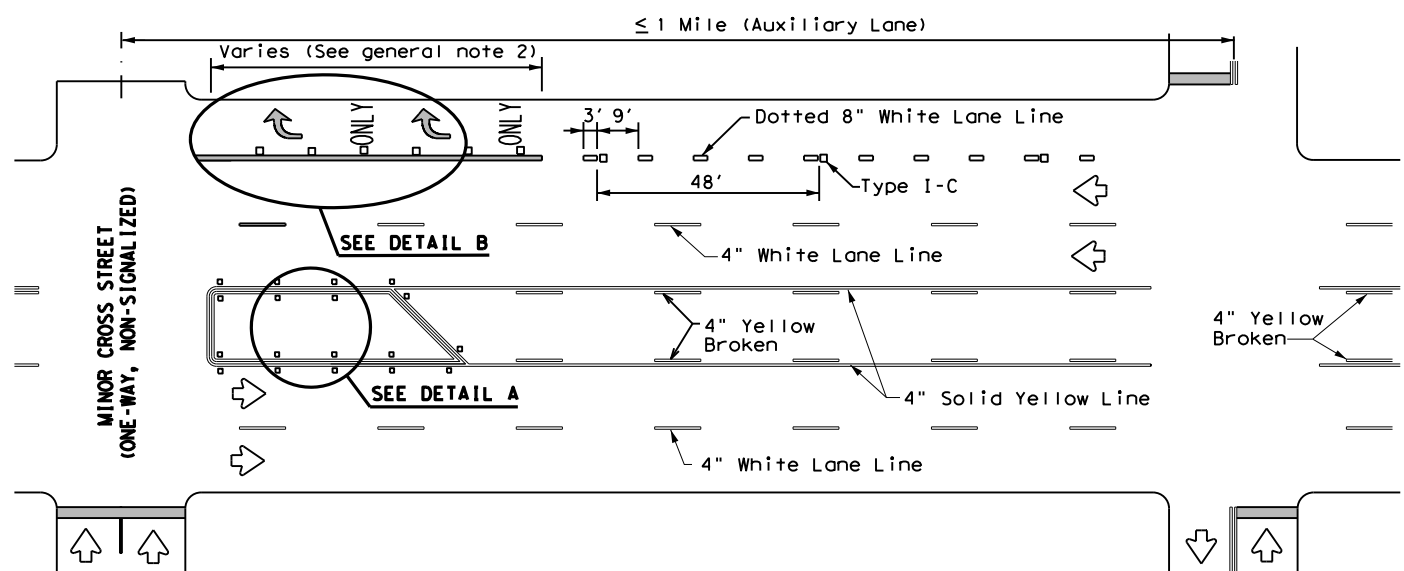 ≤ 1 Mile (Auxiliary Lane)
Varies (See general note 2)
ONLY
ONLY
3' 9'
Dotted 8" White Lane Line
48'
Type I-C
SEE DETAIL B
4" White Lane Line
MINOR CROSS STREET
(ONE-WAY, NON-SIGNALIZED)
4" Yellow
Broken
4" Yellow
Broken
SEE DETAIL A
4" Solid Yellow Line
4" White Lane Line